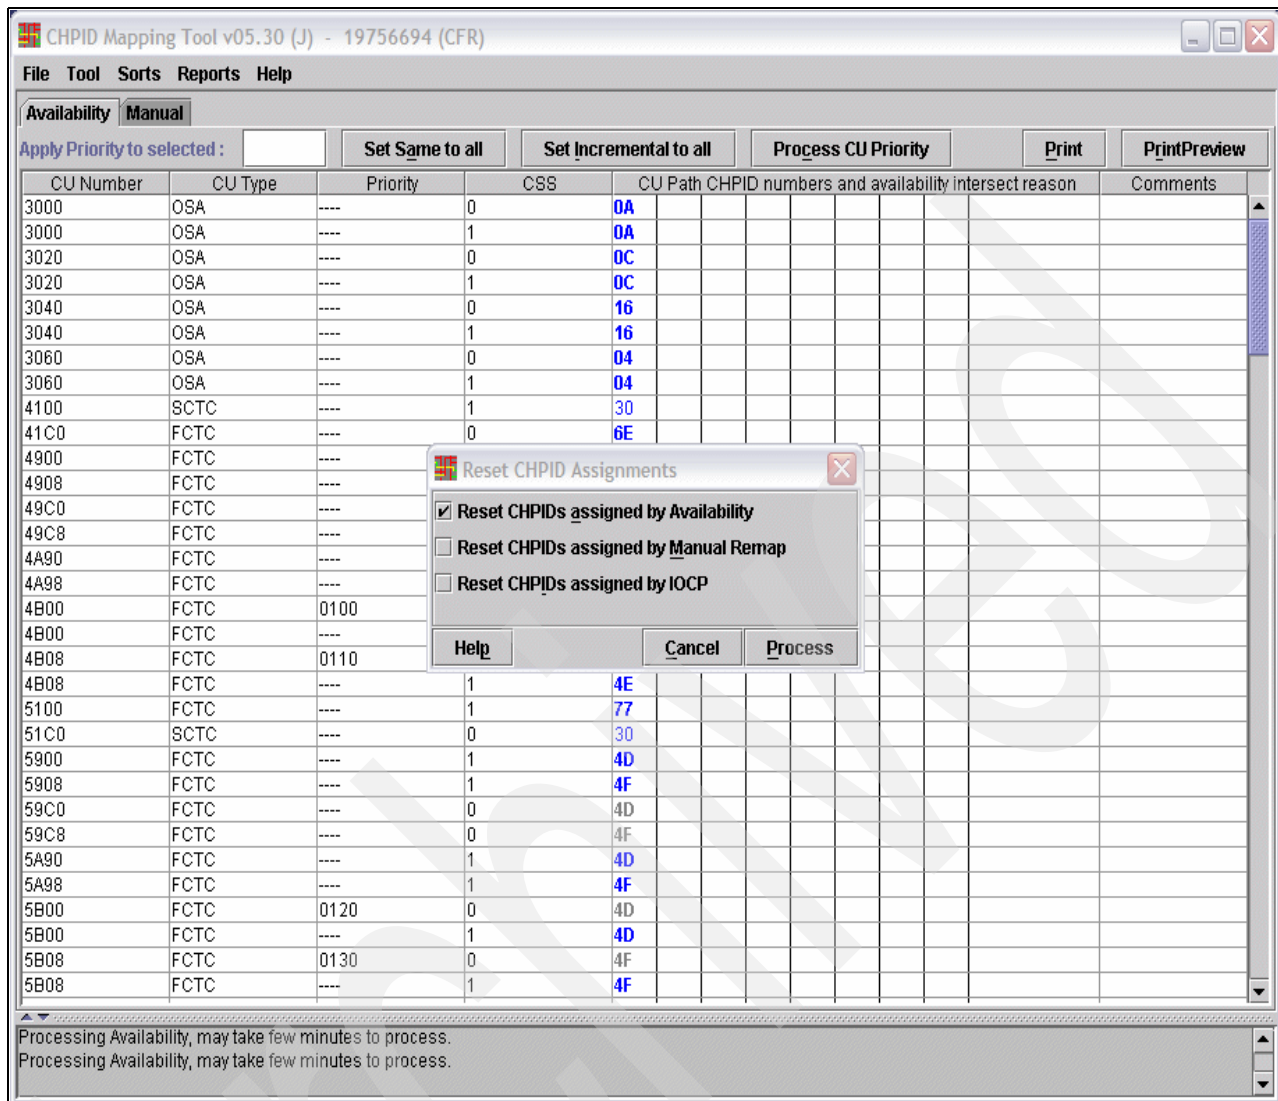 CHPID Mapping Tool v05.30 (J) - 19756694 (CFR)
File Tool Sorts Reports Help
Availability Manual
Apply Priority to selected : Set Same to all Set Incremental to all Process CU Priority Print PrintPreview
CU Number CU Type Priority CSS CU Path CHPID numbers and availability intersect reason Comments
3000 OSA ---- 0 0A
3000 OSA ---- 1 0A
3020 OSA ---- 0 0C
3020 OSA ---- 1 0C
3040 OSA ---- 0 16
3040 OSA ---- 1 16
3060 OSA ---- 0 04
3060 OSA ---- 1 04
4100 SCTC ---- 1 30
41C0 FCTC ---- 0 6E
4900 FCTC ----
4908 FCTC ----
49C0 FCTC ----
49C8 FCTC ----
4A90 FCTC ----
4A98 FCTC ----
4B00 FCTC 0100
4B00 FCTC ----
4B08 FCTC 0110
4B08 FCTC ---- 1 4E
5100 FCTC ---- 1 77
51C0 SCTC ---- 0 30
5900 FCTC ---- 1 4D
5908 FCTC ---- 1 4F
59C0 FCTC ---- 0 4D
59C8 FCTC ---- 0 4F
5A90 FCTC ---- 1 4D
5A98 FCTC ---- 1 4F
5B00 FCTC 0120 0 4D
5B00 FCTC ---- 1 4D
5B08 FCTC 0130 0 4F
5B08 FCTC ---- 1 4F
Reset CHPID Assignments
Reset CHPIDs assigned by Availability
Reset CHPIDs assigned by Manual Remap
Reset CHPIDs assigned by IOCP
Help Cancel Process
Processing Availability, may take few minutes to process.
Processing Availability, may take few minutes to process.